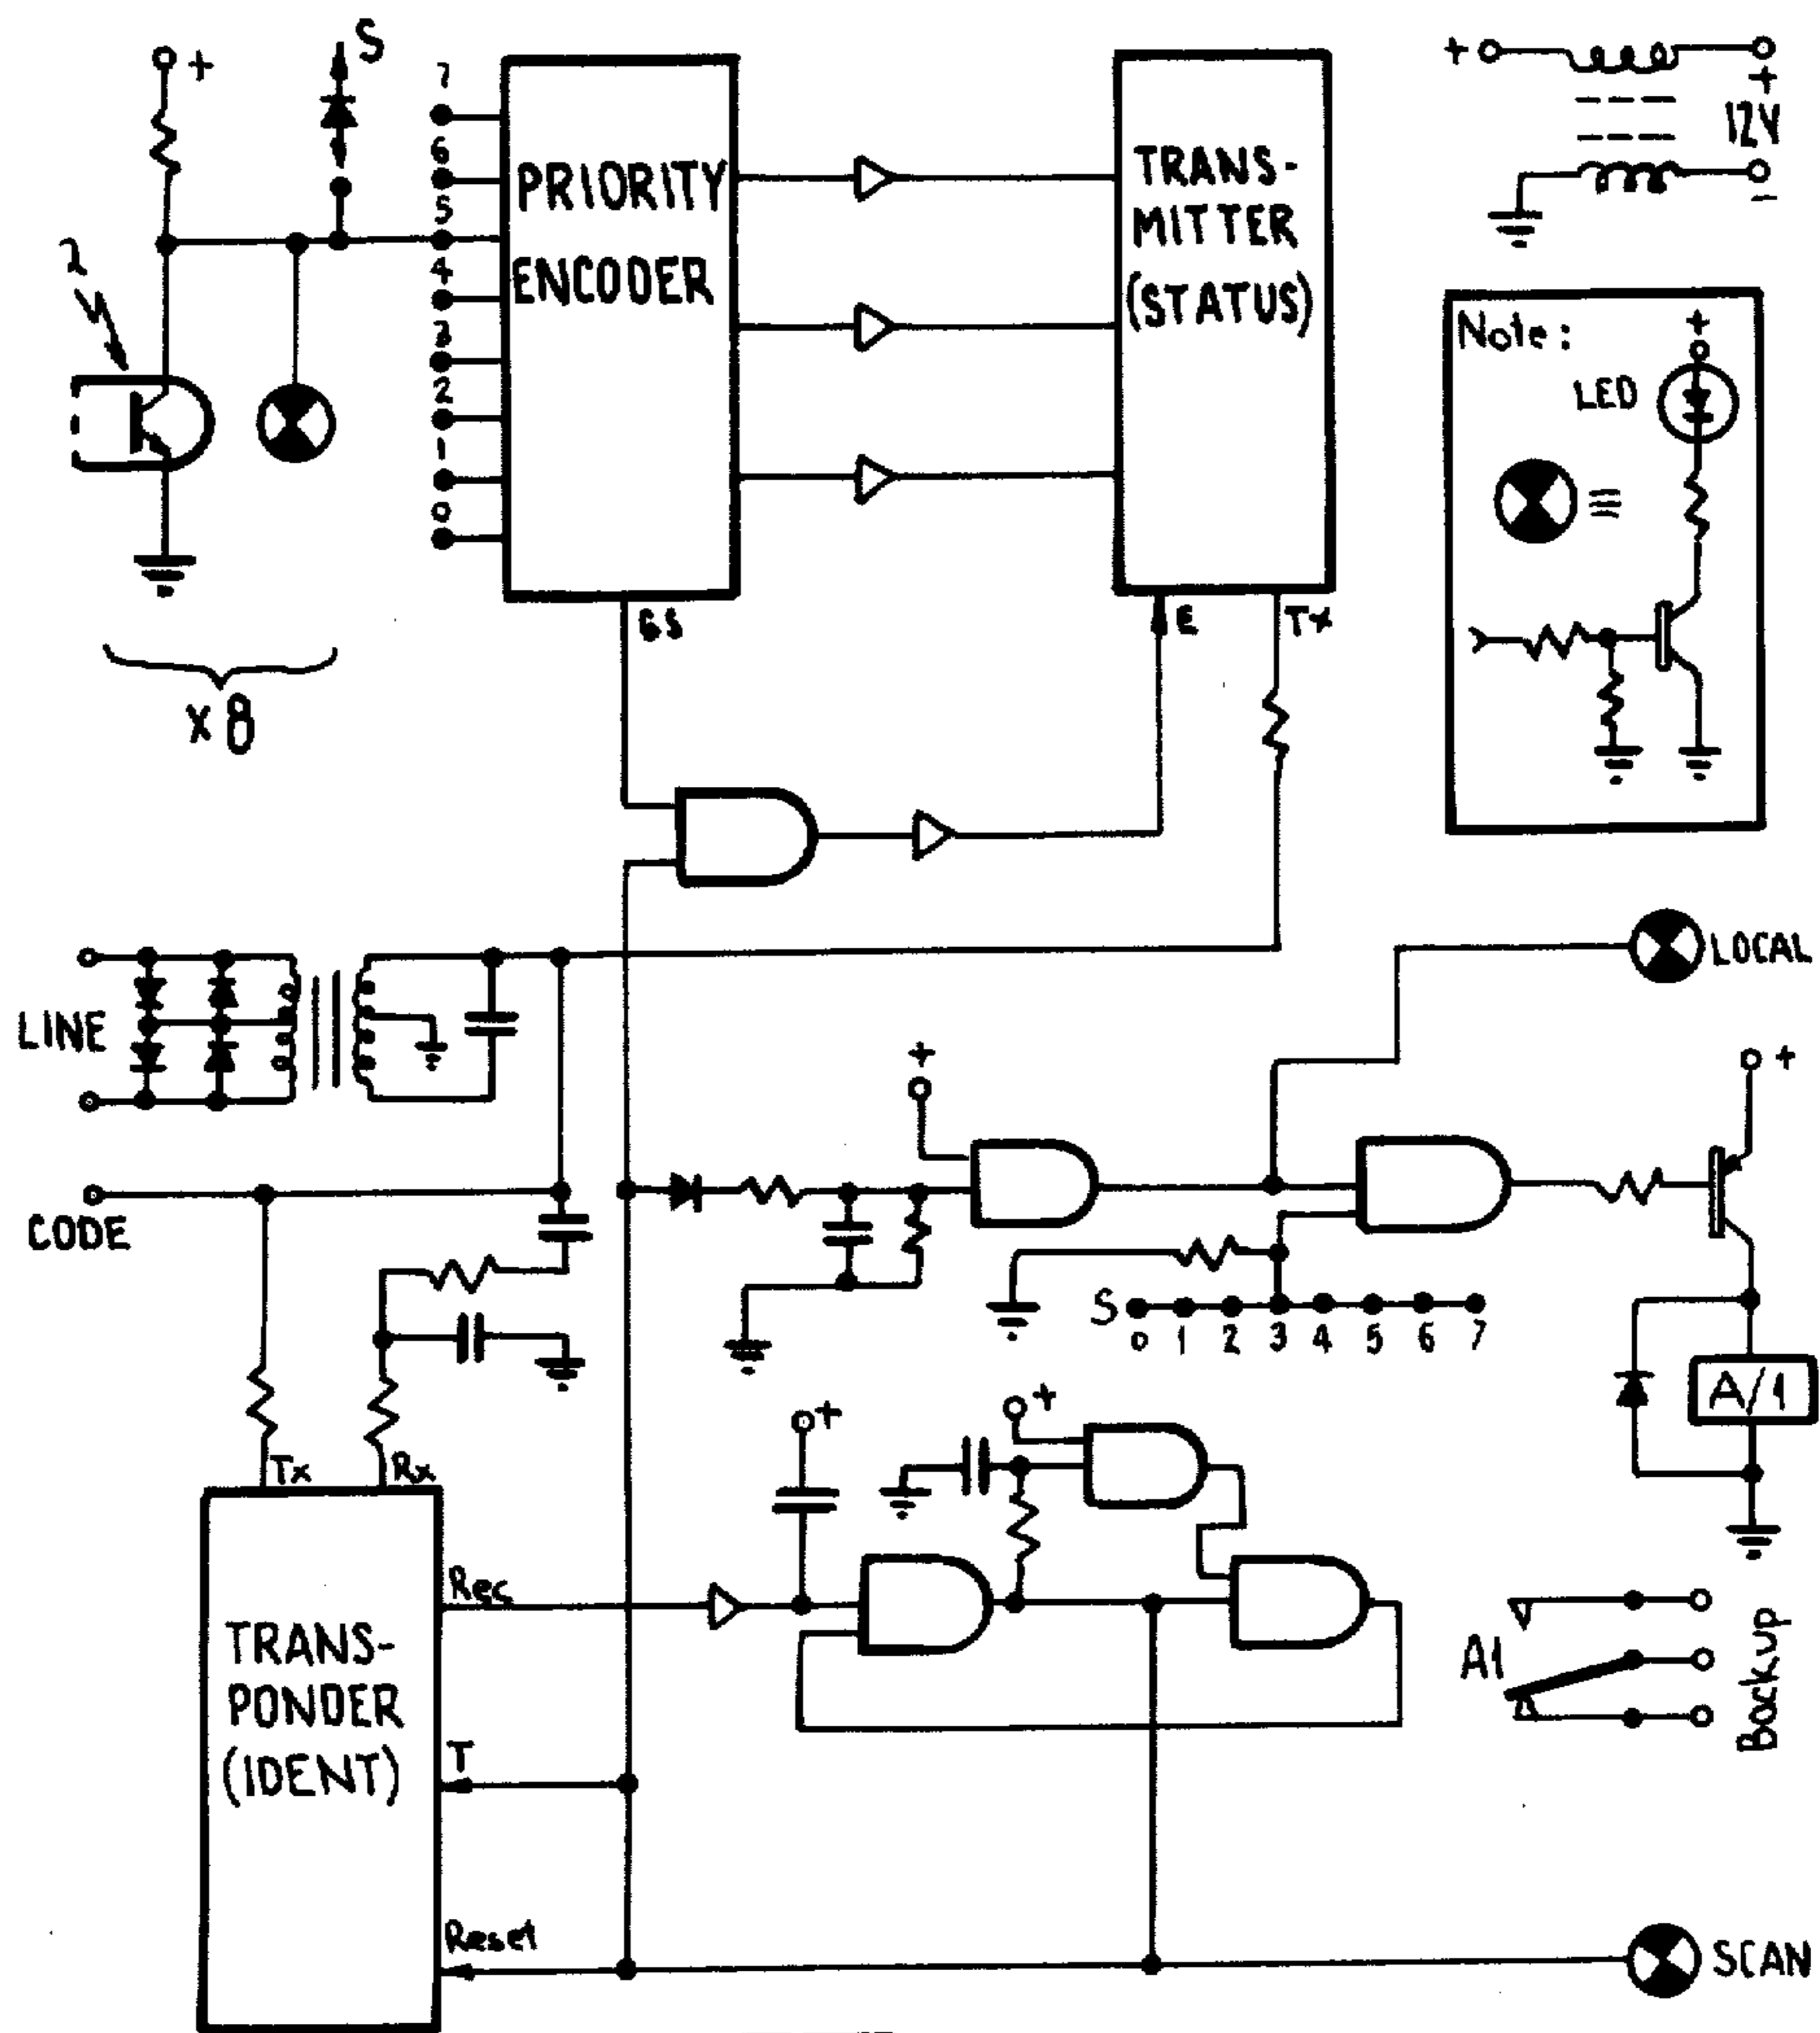 +
S
7
6
5
4
3
2
1
0
PRIORITY
ENCODER
GS
TRANS-
MITTER
(STATUS)
E
Tx
+
+
12V
-
2
x 8
Note:
+
LED
≡
LOCAL
LINE
CODE
+
+
S
0 1 2 3 4 5 6 7
A/1
+
+
Tx
Rx
Rec
TRANS-
PONDER
(IDENT)
T
Reset
A1
Backup
SCAN